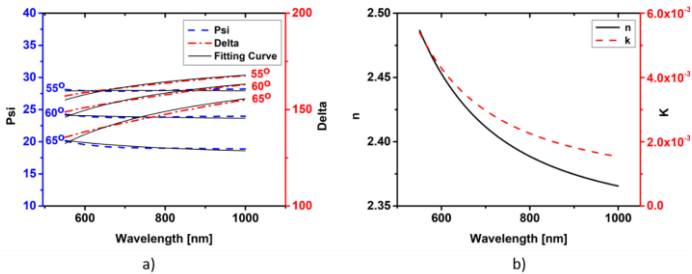 a)
Psi
Delta
Fitting Curve
40
35
30
25
20
15
10
Psi
200
150
100
Delta
55°
60°
65°
55°
60°
65°
600
800
1000
Wavelength [nm]
a)
b)
n
k
2.50
2.45
2.40
2.35
n
6.0x10⁻³
4.0x10⁻³
2.0x10⁻³
0.0
K
600
800
1000
Wavelength [nm]
b)